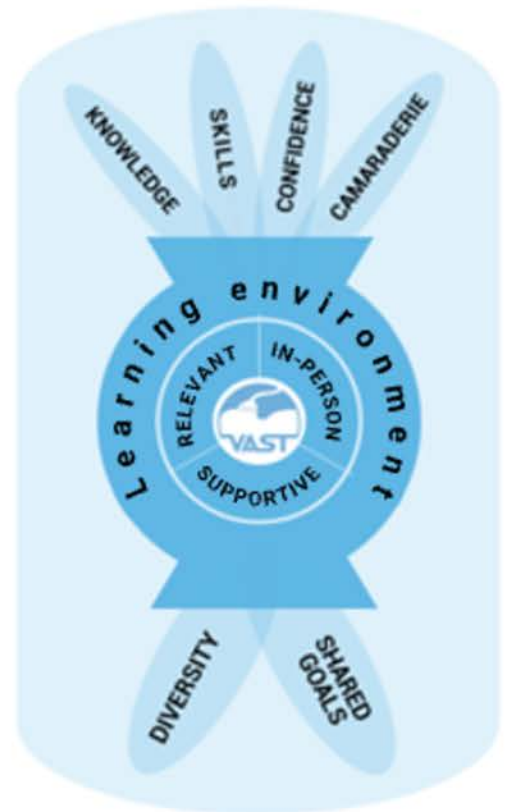 KNOWLEDGE
SKILLS
CONFIDENCE
CAMARADERIE
Learning environment
RELEVANT
IN-PERSON
SUPPORTIVE
VAST
DIVERSITY
SHARED
GOALS